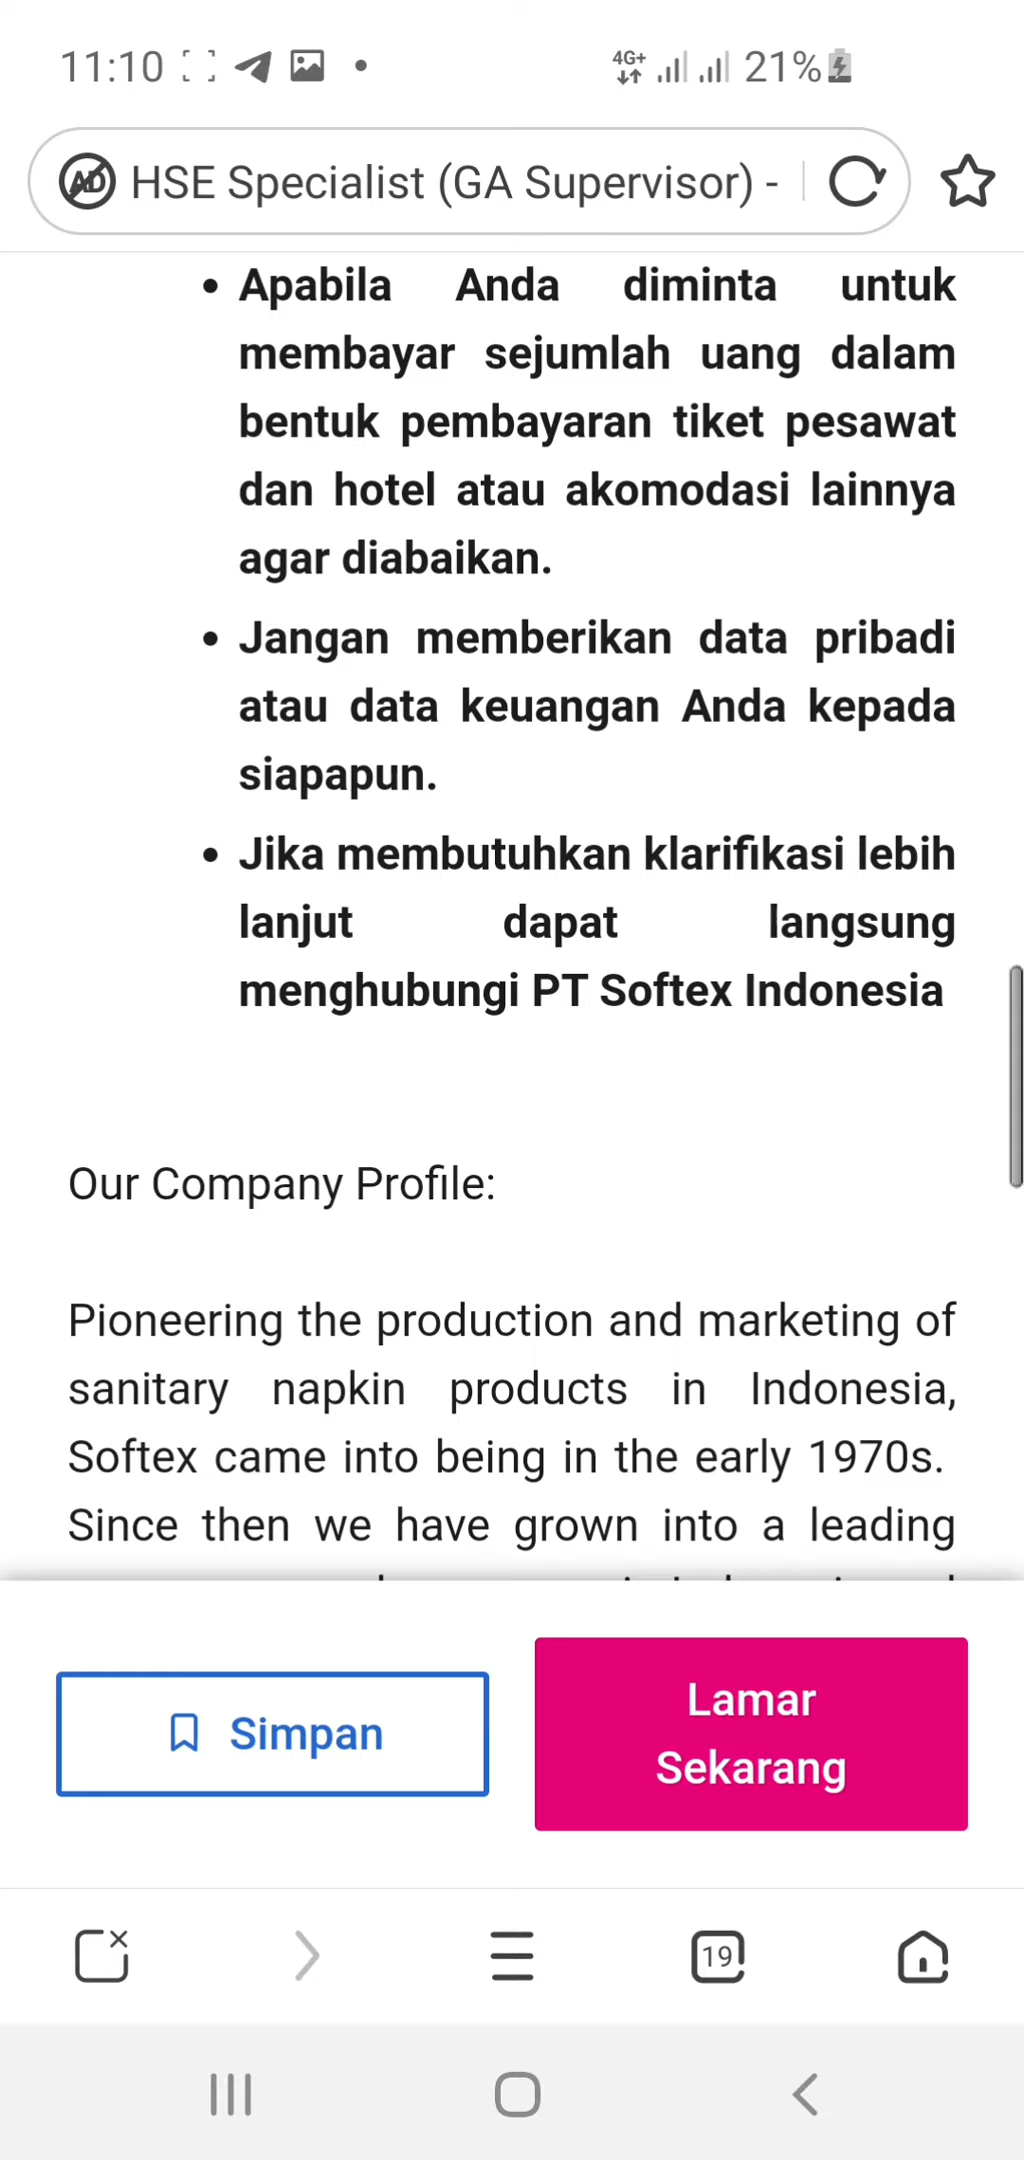 11:10
4G+
21%
AD
HSE Specialist (GA Supervisor) -
• Apabila Anda diminta untuk
membayar sejumlah uang dalam
bentuk pembayaran tiket pesawat
dan hotel atau akomodasi lainnya
agar diabaikan.
• Jangan memberikan data pribadi
atau data keuangan Anda kepada
siapapun.
• Jika membutuhkan klarifikasi lebih
lanjut dapat langsung
menghubungi PT Softex Indonesia
Our Company Profile:
Pioneering the production and marketing of
sanitary napkin products in Indonesia,
Softex came into being in the early 1970s.
Since then we have grown into a leading
Simpan
Lamar
Sekarang
19